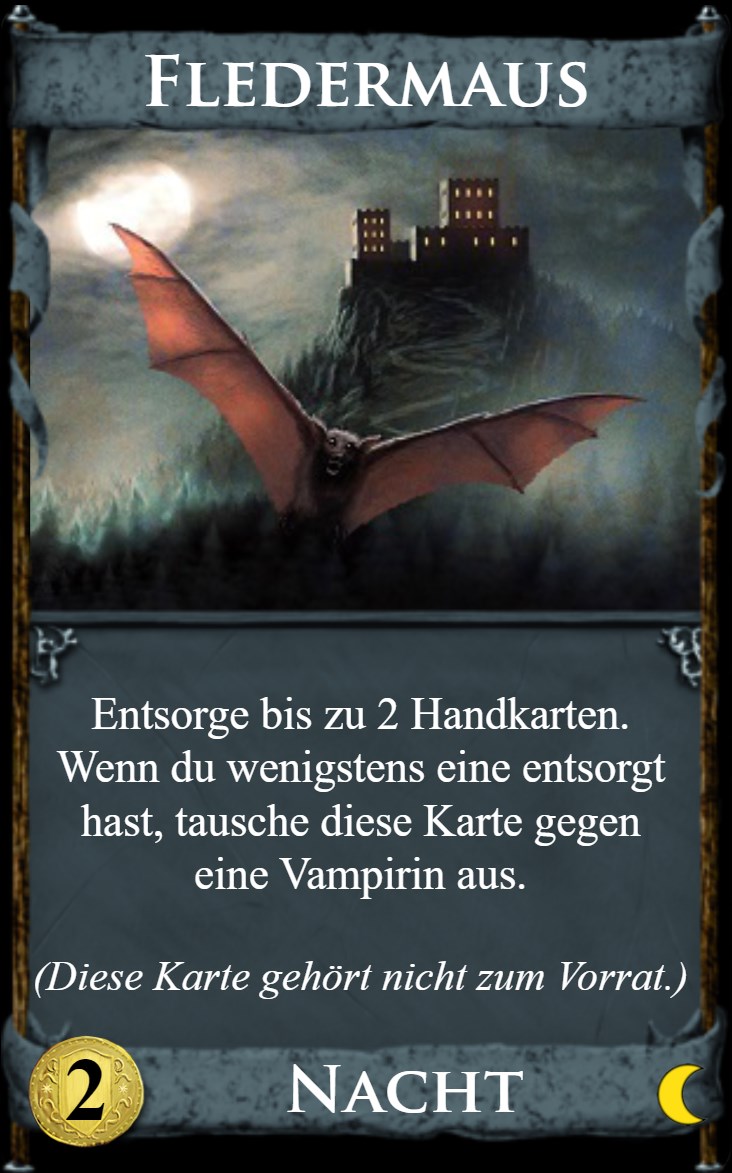 Fledermaus
Entsorge bis zu 2 Handkarten.
Wenn du wenigstens eine entsorgt
hast, tausche diese Karte gegen
eine Vampirin aus.
(Diese Karte gehört nicht zum Vorrat.)
2
Nacht